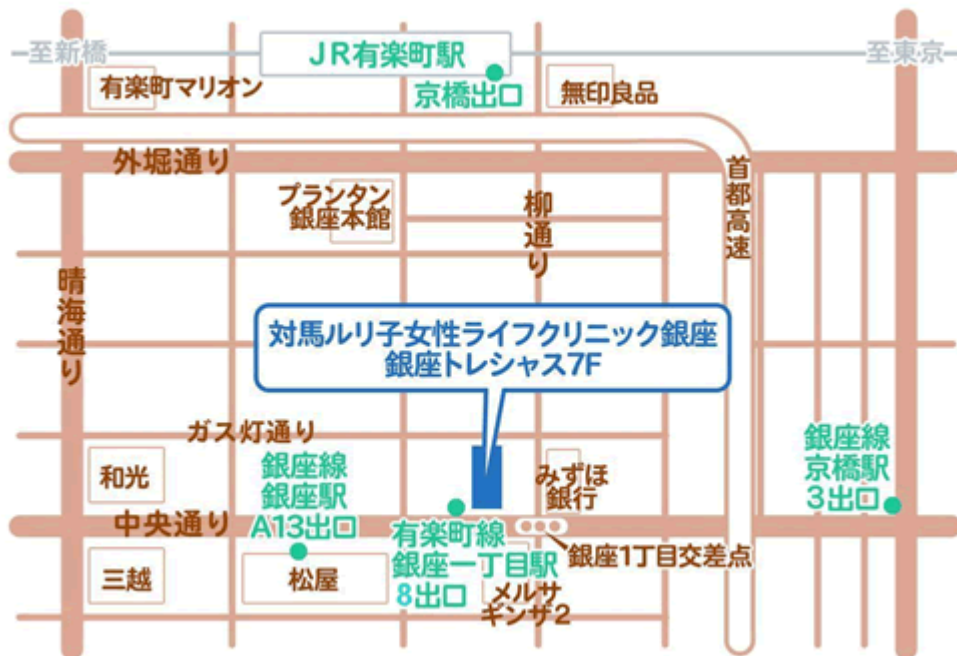 至新橋
JR有楽町駅
至東京
有楽町マリオン
京橋出口
無印良品
外堀通り
首都高速
プランタン
銀座本館
柳通り
晴海通り
対馬ルリ子女性ライフクリニック銀座
銀座トレシャス7F
ガス灯通り
和光
銀座線
銀座駅
A13出口
みずほ
銀行
銀座線
京橋駅
3出口
中央通り
有楽町線
銀座一丁目駅
8出口
銀座1丁目交差点
三越
松屋
メルサ
ギンザ2